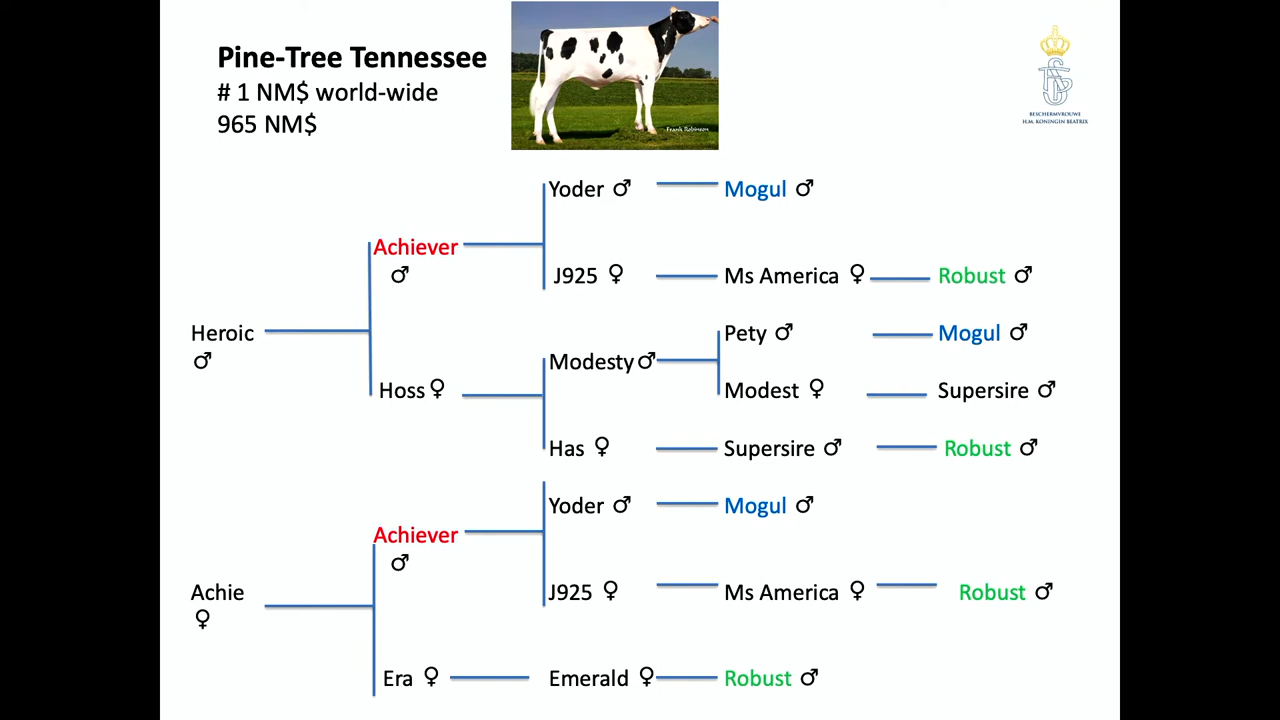 Pine-Tree Tennessee
# 1 NM$ world-wide
965 NM$
Frank Robinson
BESCHERMVROUWE
H.M. KONINGIN BEATRIX
Yoder ♂ Mogul ♂
Achiever
♂
J925 ♀ Ms America ♀ Robust ♂
Heroic
♂
Pety ♂ Mogul ♂
Modesty ♂
Hoss ♀
Modest ♀ Supersire ♂
Has ♀ Supersire ♂ Robust ♂
Yoder ♂ Mogul ♂
Achiever
♂
Achie
♀
J925 ♀ Ms America ♀ Robust ♂
Era ♀ Emerald ♀ Robust ♂